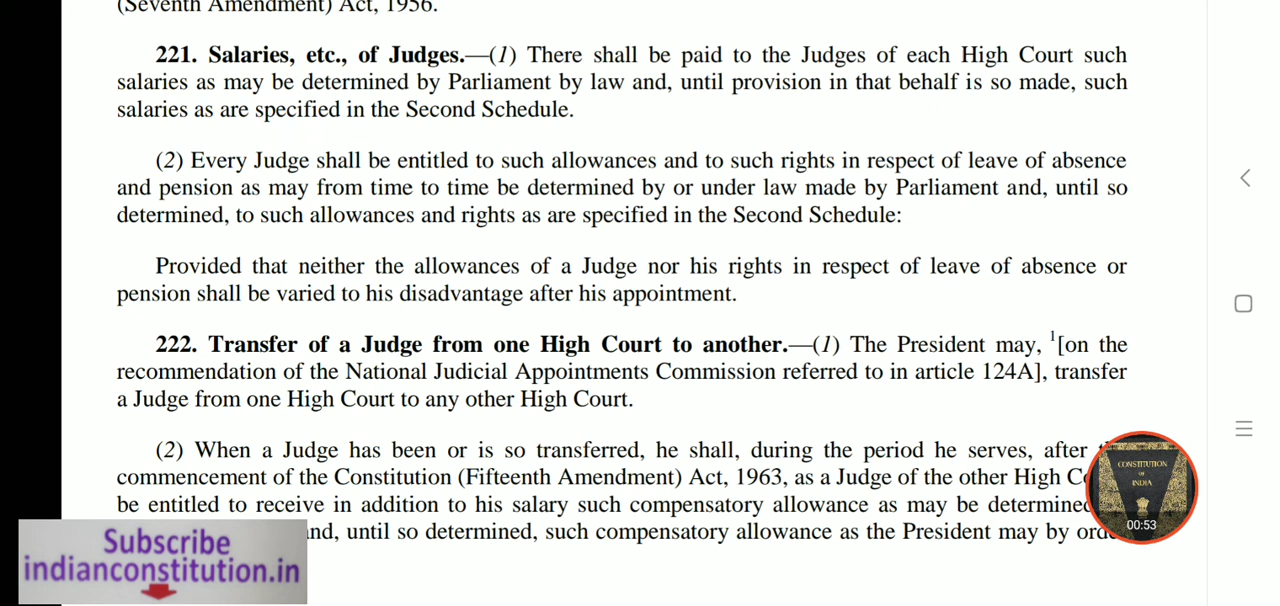 (Seventh Amendment) Act, 1956.
221. Salaries, etc., of Judges.—(1) There shall be paid to the Judges of each High Court such
salaries as may be determined by Parliament by law and, until provision in that behalf is so made, such
salaries as are specified in the Second Schedule.
(2) Every Judge shall be entitled to such allowances and to such rights in respect of leave of absence
and pension as may from time to time be determined by or under law made by Parliament and, until so
determined, to such allowances and rights as are specified in the Second Schedule:
Provided that neither the allowances of a Judge nor his rights in respect of leave of absence or
pension shall be varied to his disadvantage after his appointment.
222. Transfer of a Judge from one High Court to another.—(1) The President may, 1[on the
recommendation of the National Judicial Appointments Commission referred to in article 124A], transfer
a Judge from one High Court to any other High Court.
(2) When a Judge has been or is so transferred, he shall, during the period he serves, after
commencement of the Constitution (Fifteenth Amendment) Act, 1963, as a Judge of the other High
be entitled to receive in addition to his salary such compensatory allowance as may be determined
and, until so determined, such compensatory allowance as the President may by
CONSTITUTION
OF
INDIA
00:53
Subscribe
indianconstitution.in